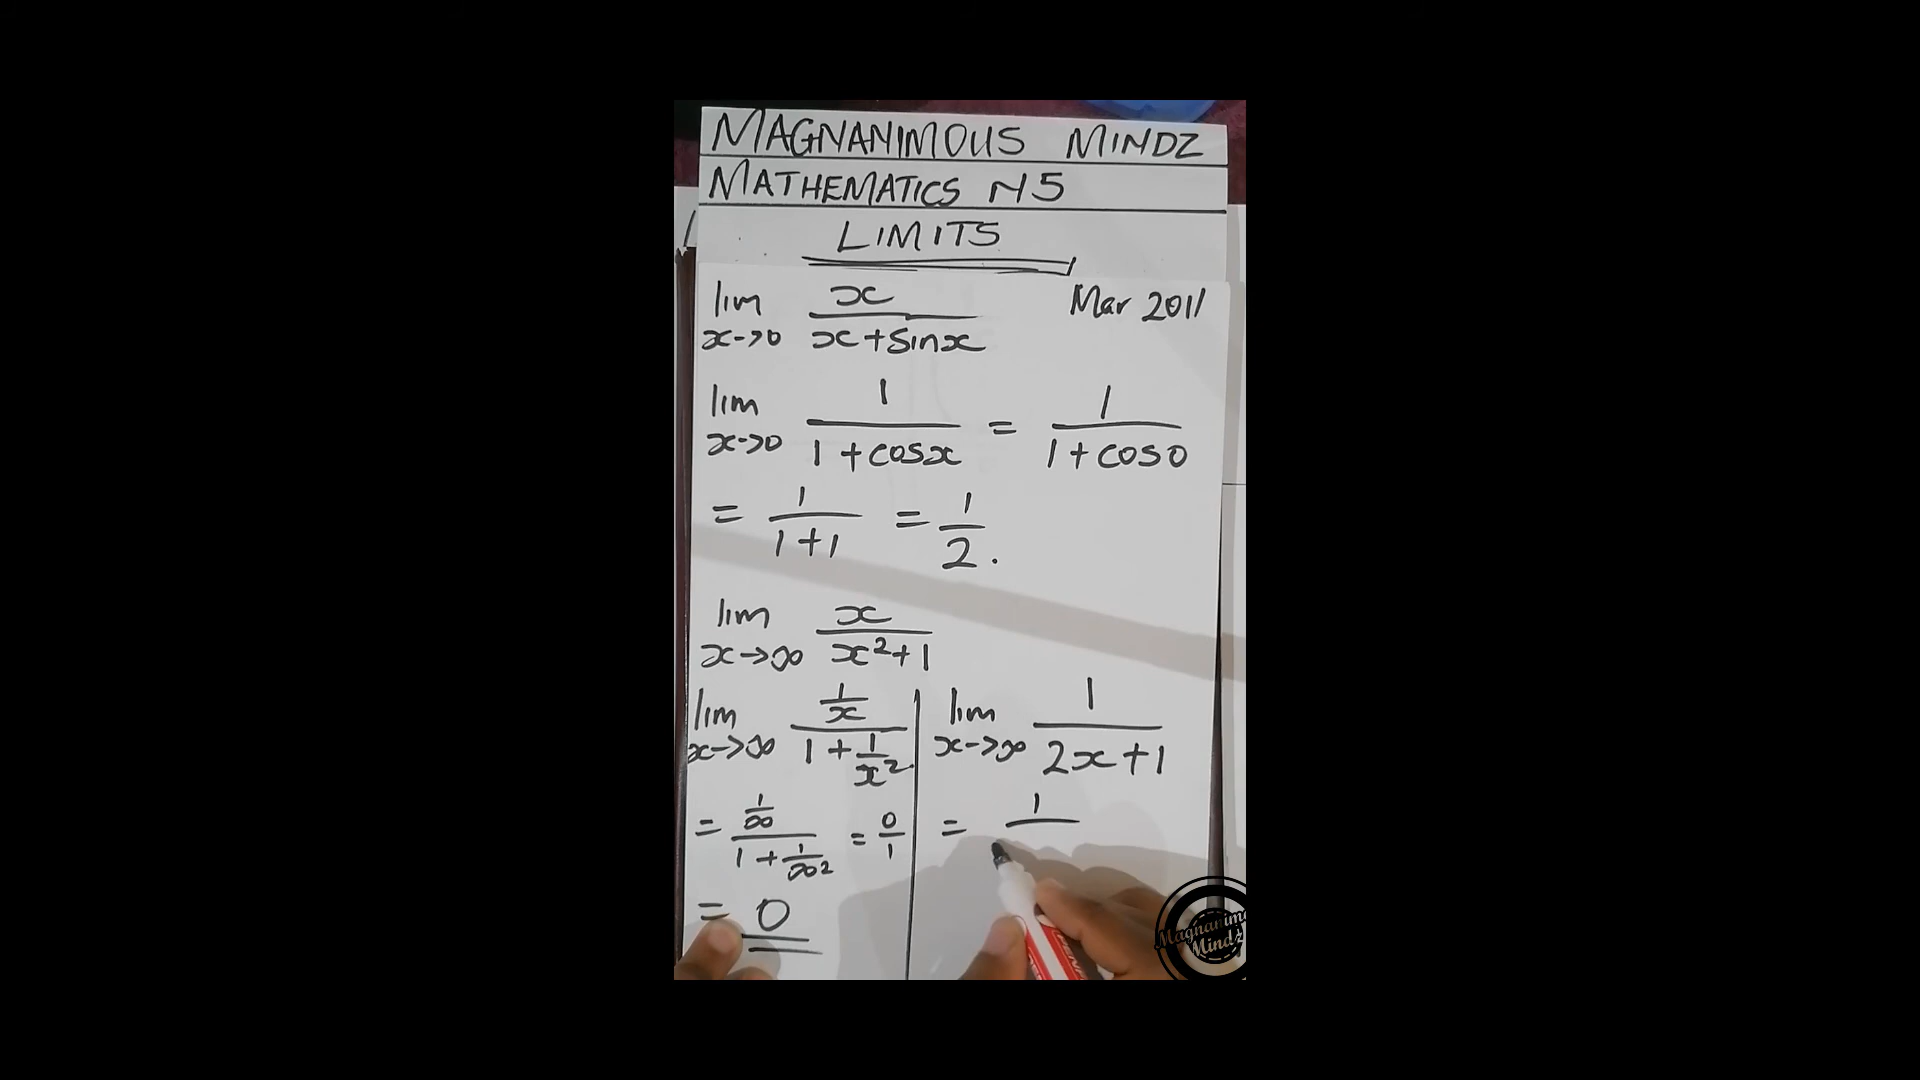 MAGNANIMOUS MINDZ
MATHEMATICS N5
LIMITS
lim x→0 x/(x+sinx) Mar 2011
lim x→0 1/(1+cosx) = 1/(1+cos0)
= 1/(1+1) = 1/2.
lim x→∞ x/(x²+1)
lim x→∞ (1/x)/(1+1/x²)
= (1/∞)/(1+1/∞²) = 0/1
= 0
lim x→∞ 1/(2x+1)
= 1/
Magnanimo
Mindz